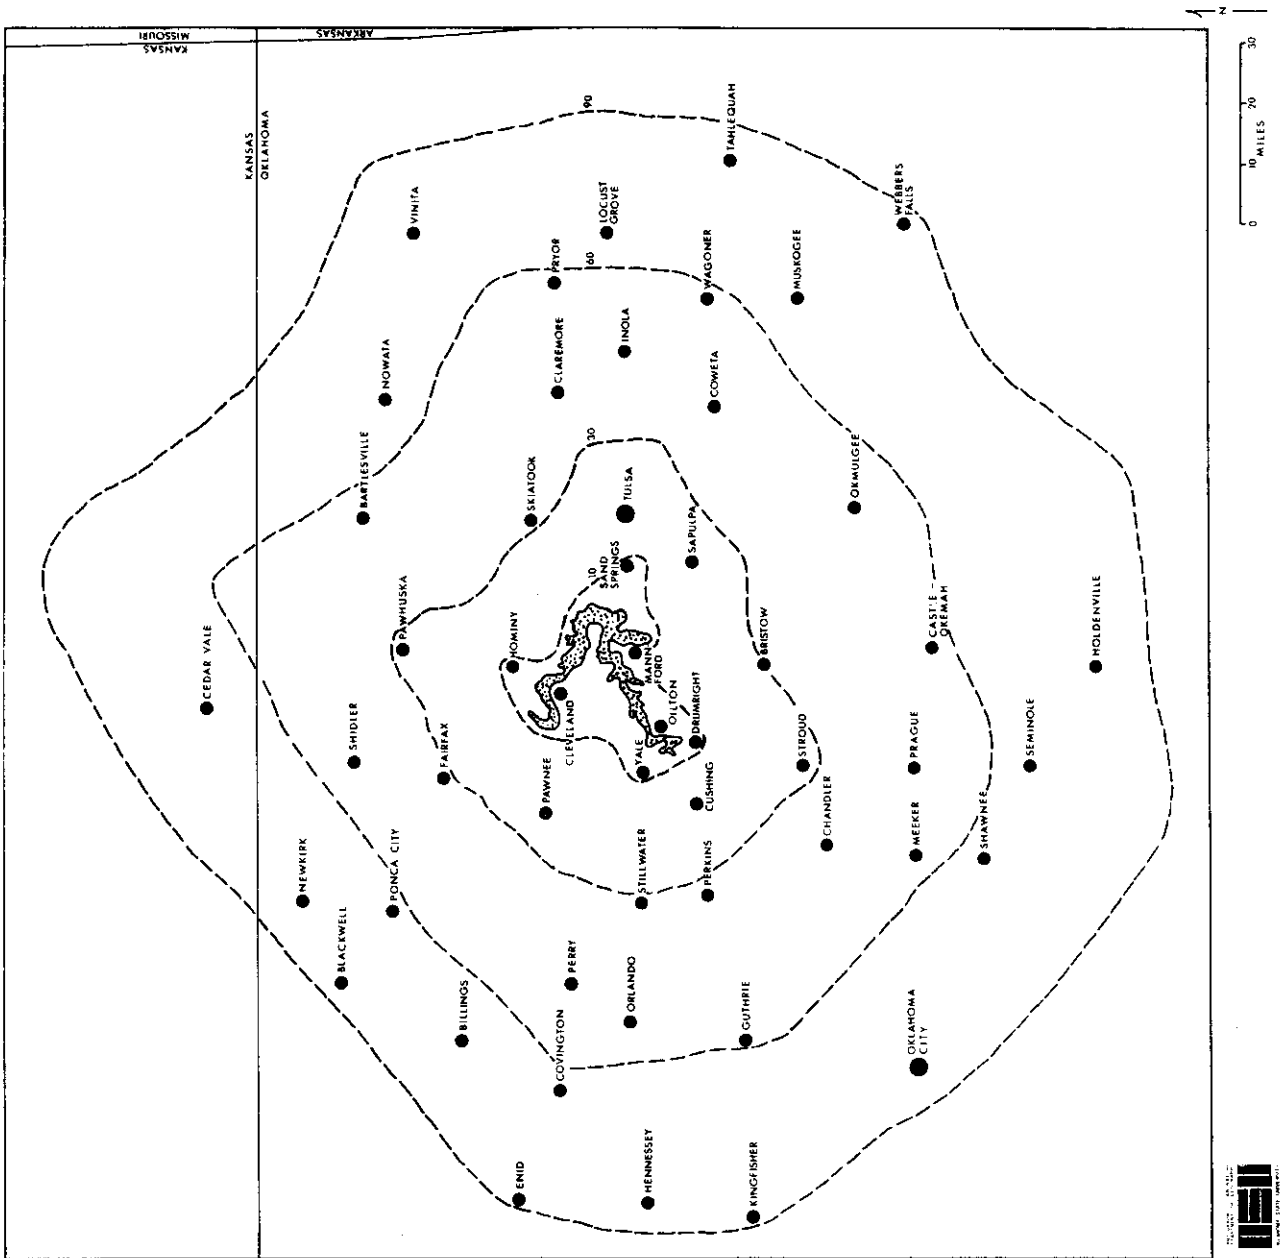 N
MISSOURI
KANSAS
ARKANSAS
KANSAS
OKLAHOMA
0 10 20 30
MILES
90
VINITA
LOCUST
GROVE
TAHLEQUAH
WEBBERS
FALLS
PRYOR
60
WAGONER
MUSKOGEE
NOWATA
CLAREMORE
INOLA
COWETA
BARTLESVILLE
SKIATOOK
30
TULSA
SAPULPA
OKMULGEE
CEDAR VALE
PAWHUSKA
HOMINY
10
SAND
SPRINGS
MANN
FORD
BRISTOW
CASTLE -
OKEMAH
HOLDENVILLE
SHIDLER
FAIRFAX
CLEVELAND
OILTON
DRUMRIGHT
YALE
STROUD
PRAGUE
SEMINOLE
PAWNEE
CUSHING
CHANDLER
MEEKER
SHAWNEE
NEWKIRK
PONCA CITY
STILLWATER
PERKINS
BLACKWELL
PERRY
BILLINGS
ORLANDO
GUTHRIE
COVINGTON
OKLAHOMA
CITY
ENID
HENNESSEY
KINGFISHER